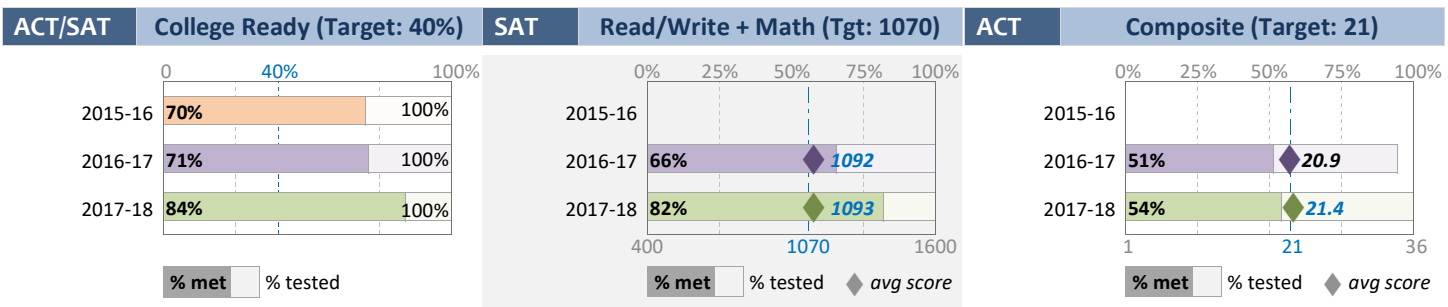 ACT/SAT College Ready (Target: 40%)
0 40% 100%
2015-16 70% 100%
2016-17 71% 100%
2017-18 84% 100%
% met % tested
SAT Read/Write + Math (Tgt: 1070)
0% 25% 50% 75% 100%
2015-16
2016-17 66% 1092
2017-18 82% 1093
400 1070 1600
% met % tested avg score
ACT Composite (Target: 21)
0% 25% 50% 75% 100%
2015-16
2016-17 51% 20.9
2017-18 54% 21.4
1 21 36
% met % tested avg score